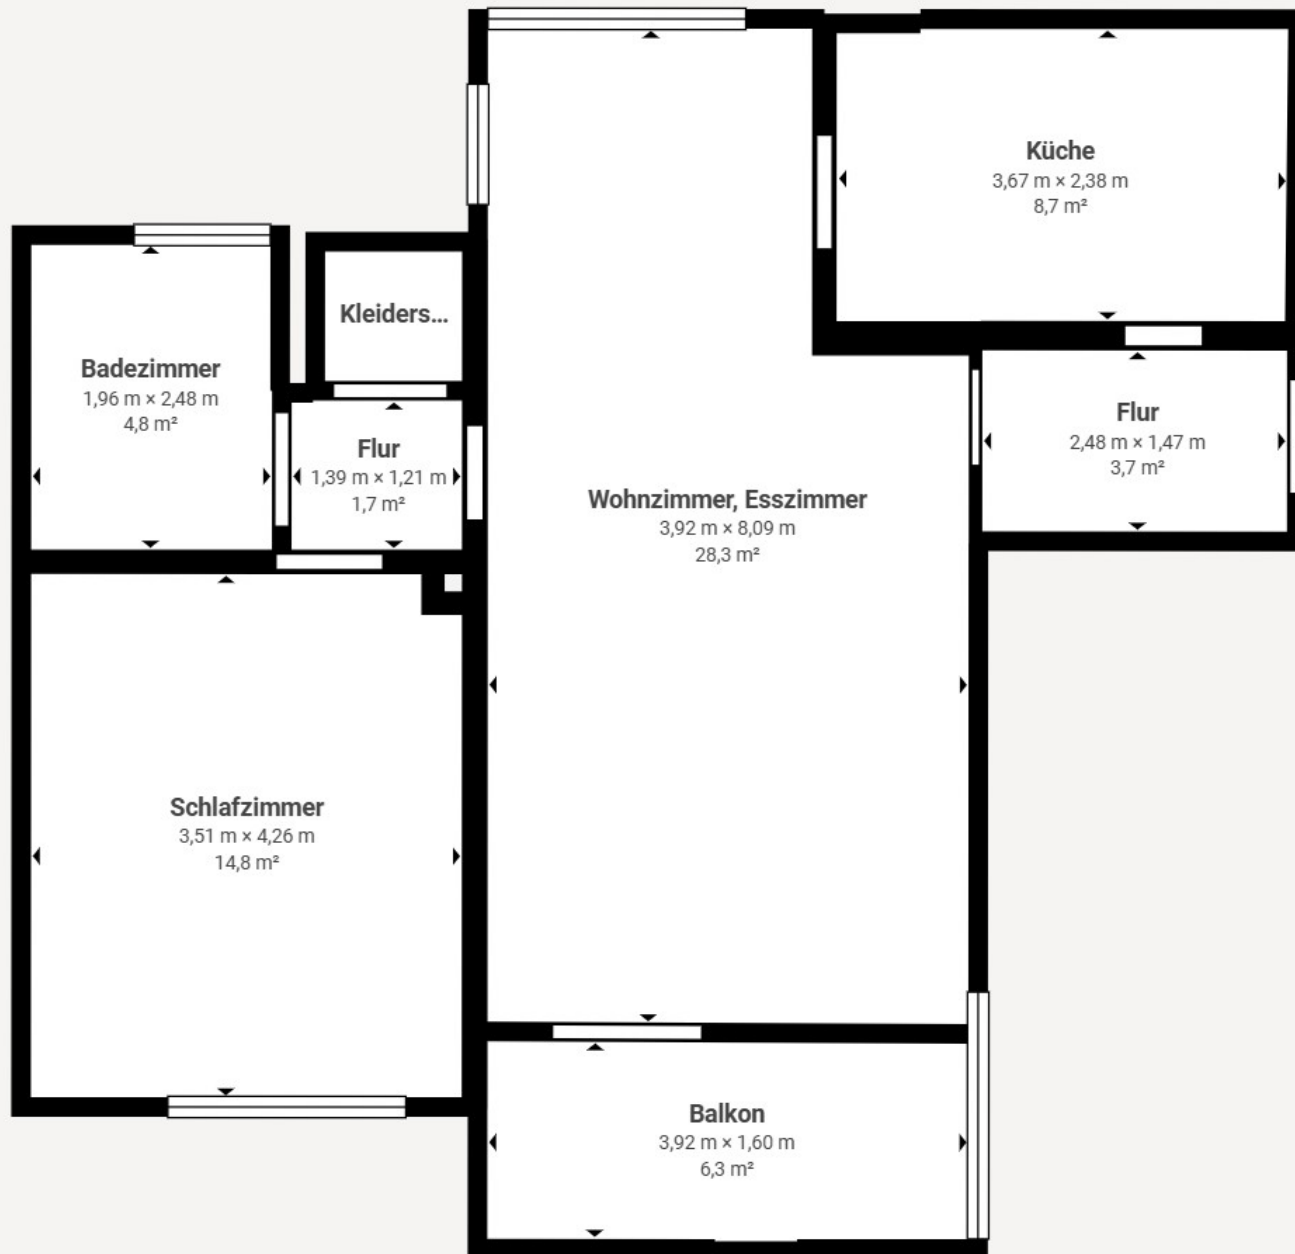 Küche
3,67 m × 2,38 m
8,7 m²
Kleiders...
Badezimmer
1,96 m × 2,48 m
4,8 m²
Flur
1,39 m × 1,21 m
1,7 m²
Flur
2,48 m × 1,47 m
3,7 m²
Wohnzimmer, Esszimmer
3,92 m × 8,09 m
28,3 m²
Schlafzimmer
3,51 m × 4,26 m
14,8 m²
Balkon
3,92 m × 1,60 m
6,3 m²